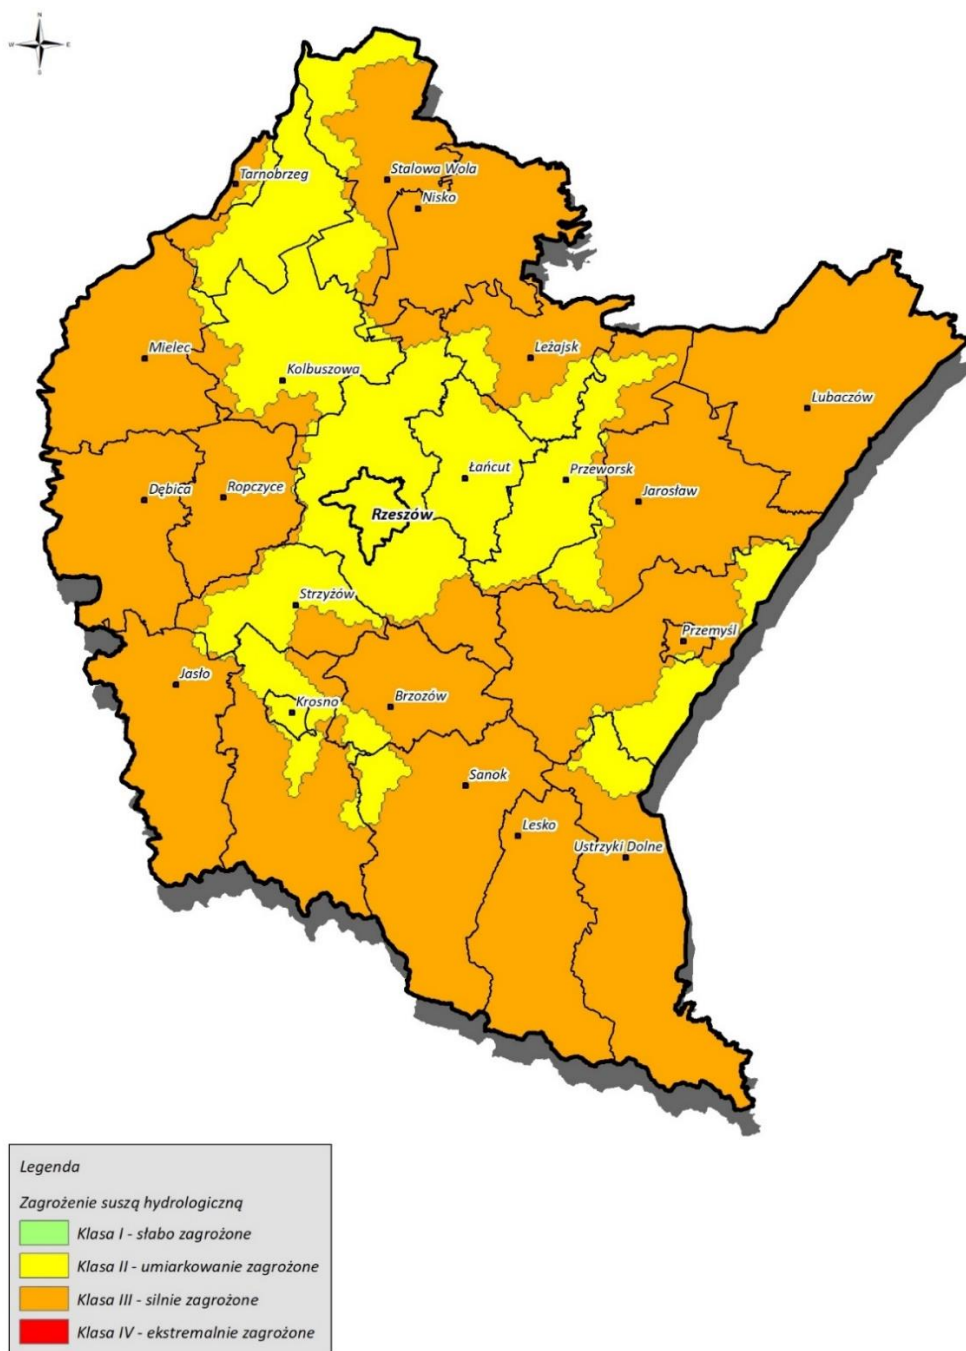 N
W E
S
Tarnobrzeg
Stalowa Wola
Nisko
Mielec
Kolbuszowa
Leżajsk
Lubaczów
Dębica
Ropczyce
Łańcut
Przeworsk
Jarosław
Rzeszów
Strzyżów
Przemyśl
Jasło
Krosno
Brzozów
Sanok
Lesko
Ustrzyki Dolne
Legenda
Zagrożenie suszą hydrologiczną
Klasa I - słabo zagrożone
Klasa II - umiarkowanie zagrożone
Klasa III - silnie zagrożone
Klasa IV - ekstremalnie zagrożone